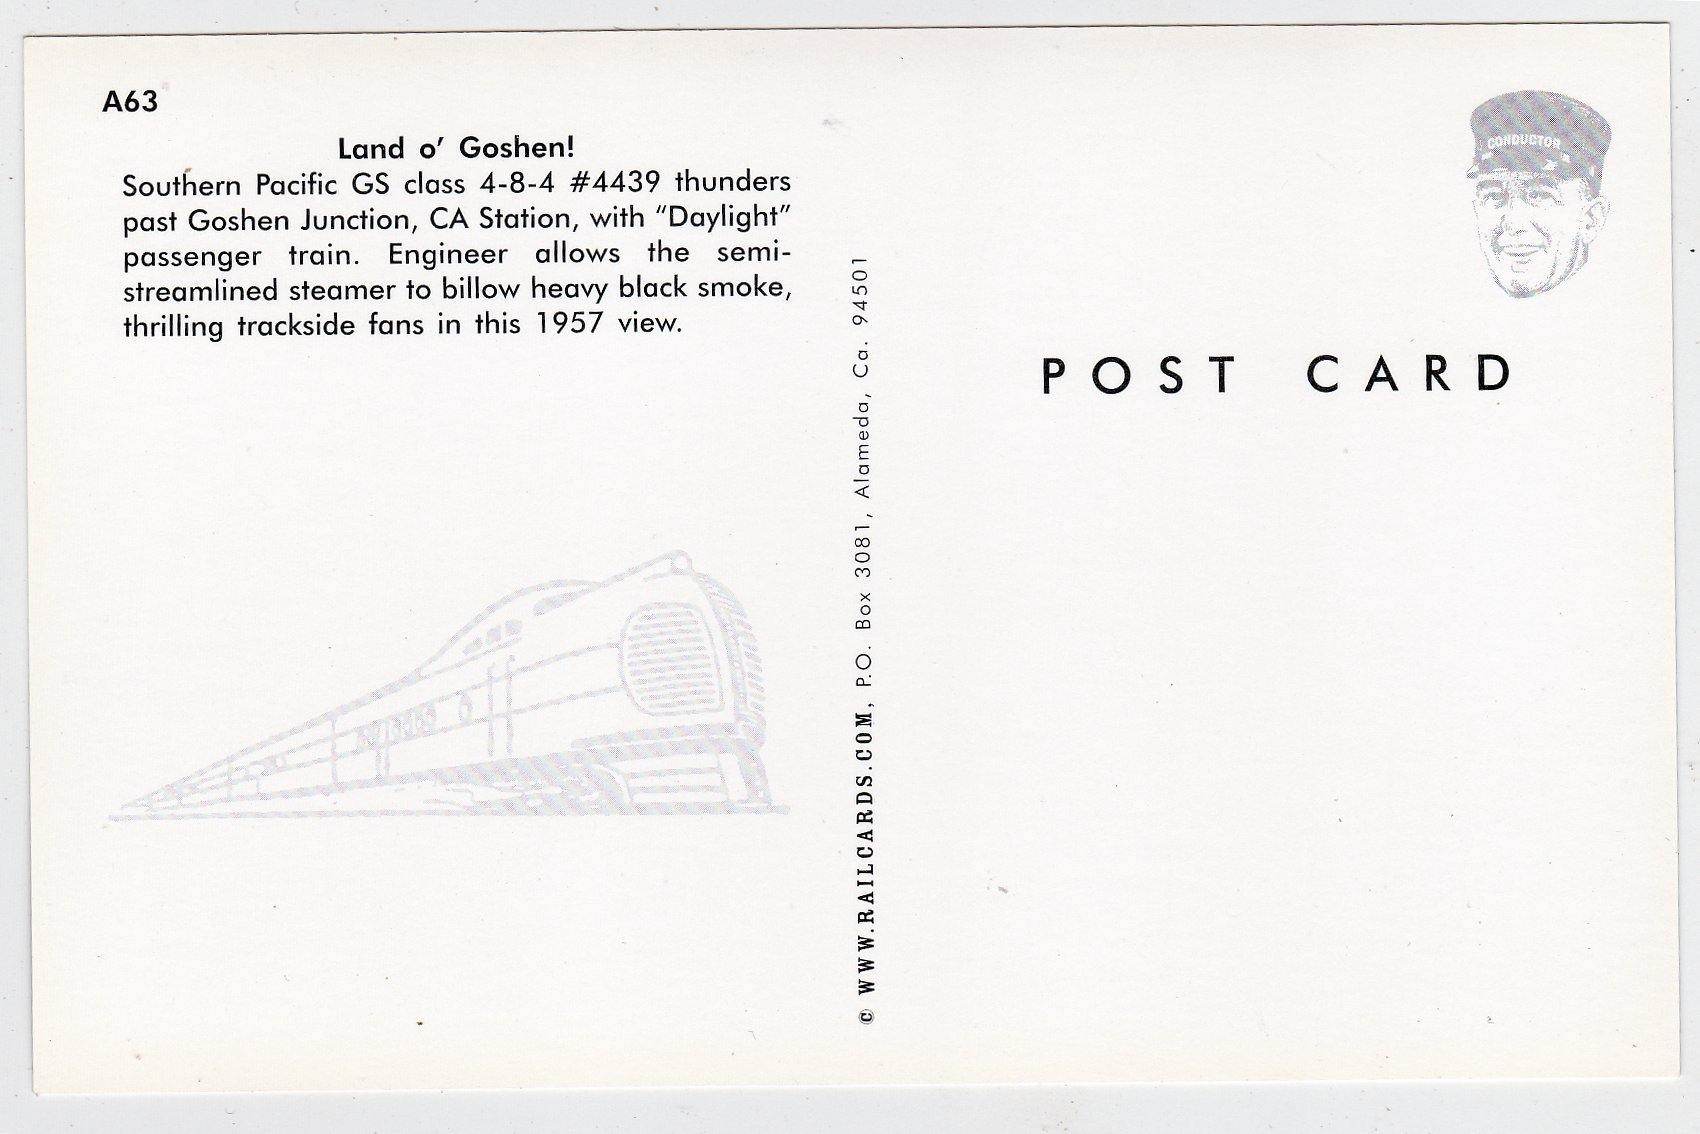 A63
Land o' Goshen!
Southern Pacific GS class 4-8-4 #4439 thunders
past Goshen Junction, CA Station, with "Daylight"
passenger train. Engineer allows the semi-
streamlined steamer to billow heavy black smoke,
thrilling trackside fans in this 1957 view.
© WWW.RAILCARDS.COM, P.O. Box 3081, Alameda, Ca. 94501
CONDUCTOR
POST CARD